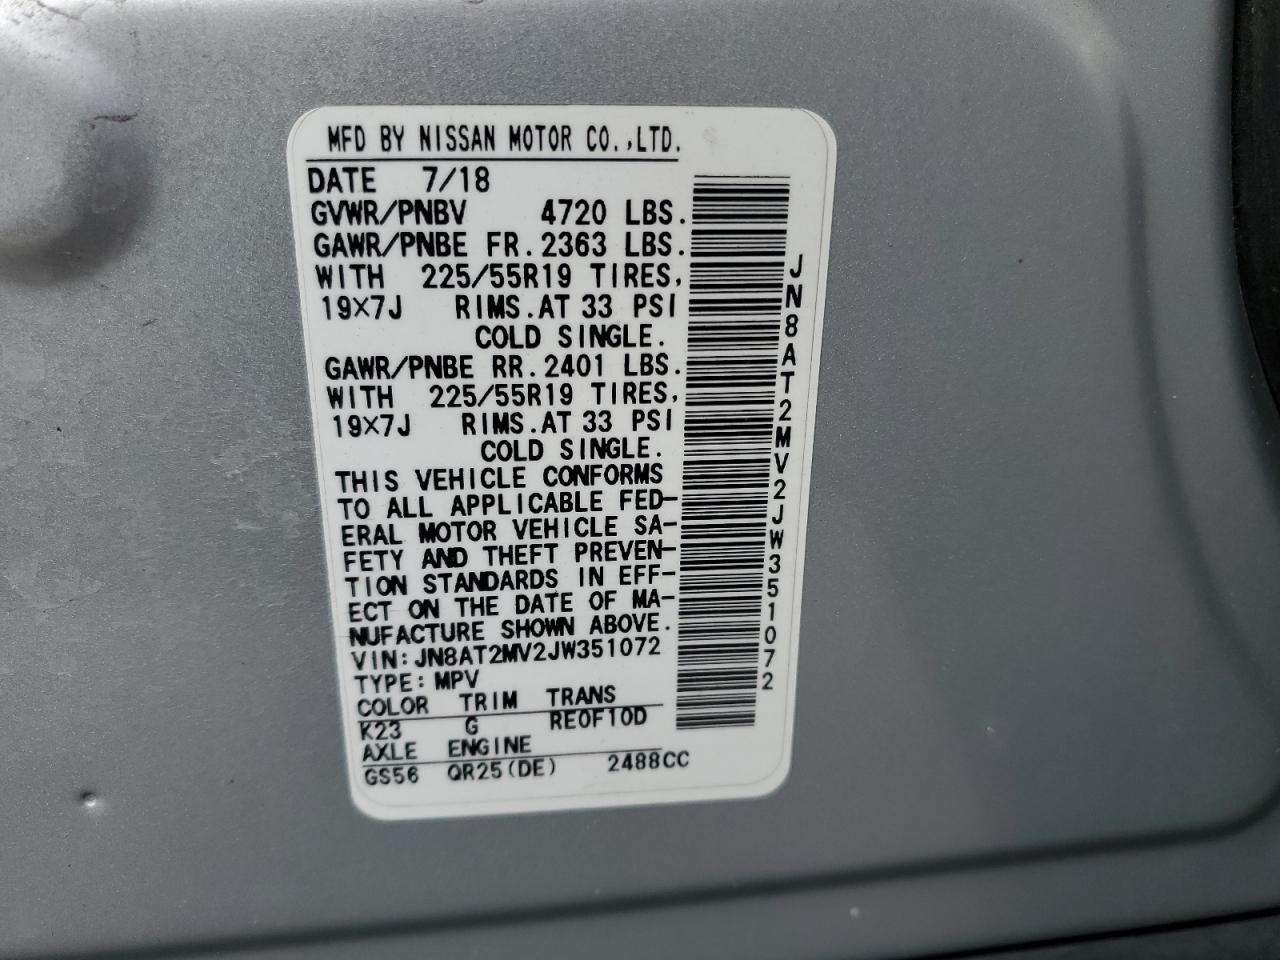 MFD BY NISSAN MOTOR CO.,LTD.
DATE 7/18
GVWR/PNBV 4720 LBS.
GAWR/PNBE FR. 2363 LBS.
WITH 225/55R19 TIRES,
19×7J RIMS. AT 33 PSI
COLD SINGLE.
GAWR/PNBE RR. 2401 LBS.
WITH 225/55R19 TIRES,
19×7J RIMS. AT 33 PSI
COLD SINGLE.
THIS VEHICLE CONFORMS
TO ALL APPLICABLE FED-
ERAL MOTOR VEHICLE SA-
FETY AND THEFT PREVEN-
TION STANDARDS IN EFF-
ECT ON THE DATE OF MA-
NUFACTURE SHOWN ABOVE.
VIN: JN8AT2MV2JW351072
TYPE: MPV
COLOR TRIM TRANS
K23 G RE0F10D
AXLE ENGINE
GS56 QR25(DE) 2488CC
JN8AT2MV2JW351072